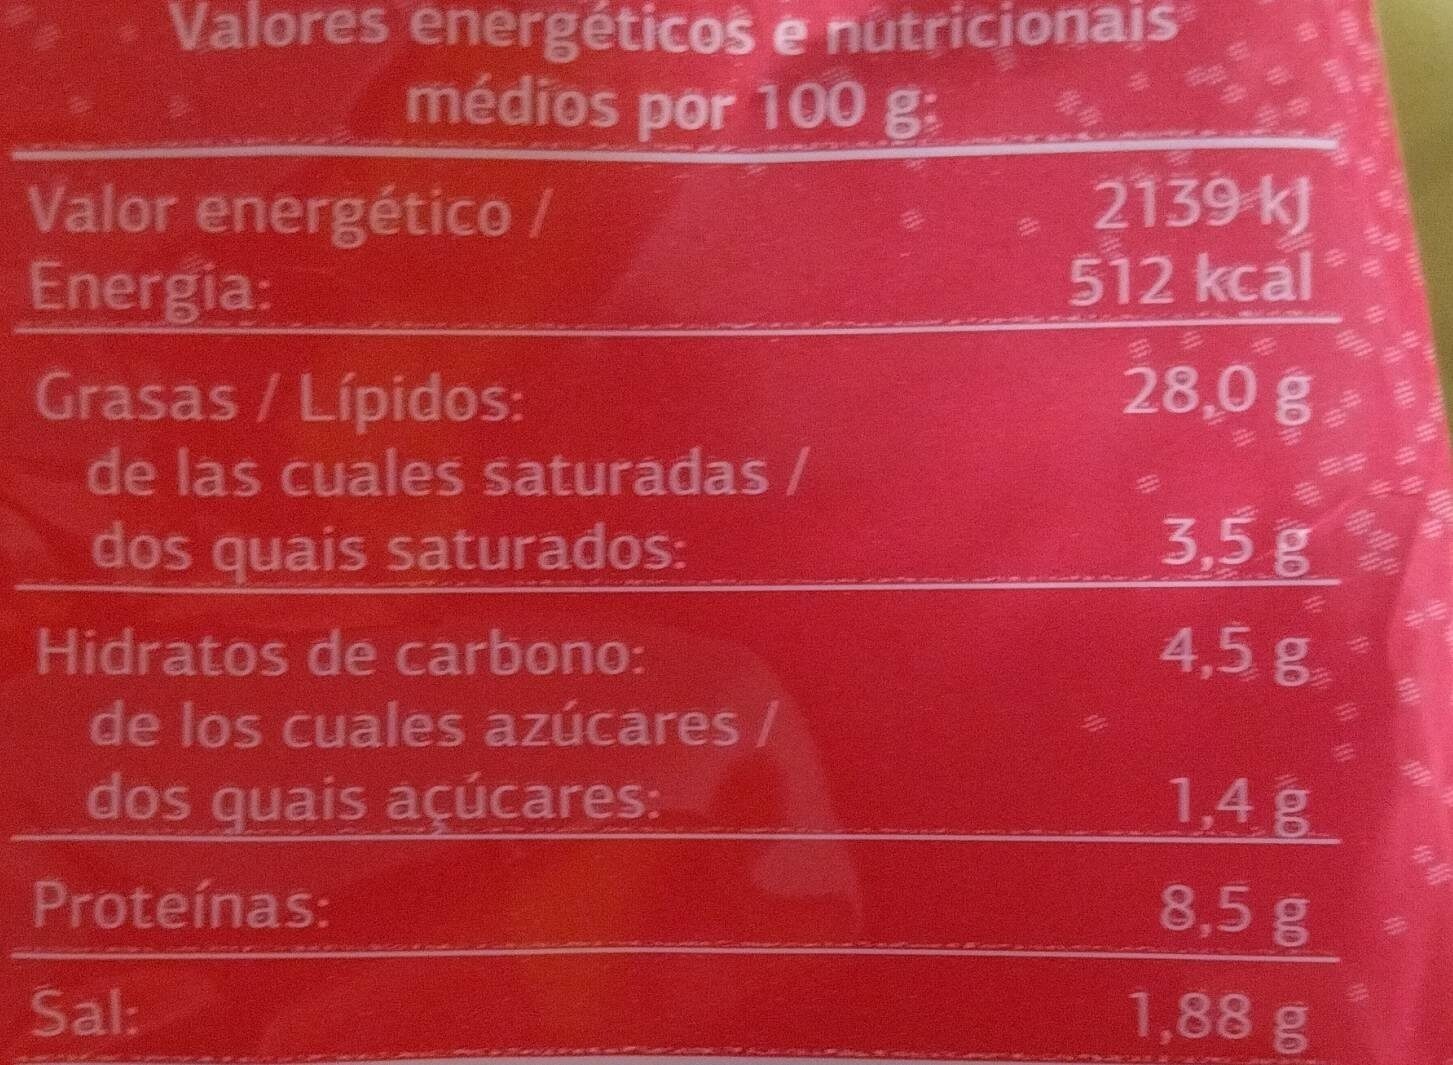 Valores energéticos e nutricionais
médios por 100 g:
Valor energético / 2139 kJ
Energia: 512 kcal
Grasas / Lípidos: 28,0 g
de las cuales saturadas /
dos quais saturados: 3,5 g
Hidratos de carbono: 4,5 g
de los cuales azúcares /
dos quais açúcares: 1,4 g
Proteínas: 8,5 g
Sal: 1,88 g